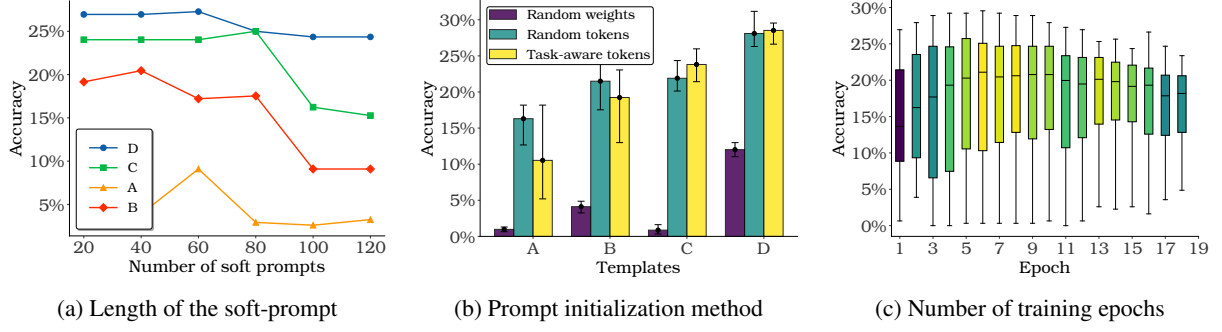 25%
20%
15%
10%
5%
Accuracy
D
C
A
B
20 40 60 80 100 120
Number of soft prompts
(a) Length of the soft-prompt
30%
25%
20%
15%
10%
5%
0%
Accuracy
Random weights
Random tokens
Task-aware tokens
A B C D
Templates
(b) Prompt initialization method
30%
25%
20%
15%
10%
5%
0%
Accuracy
1 3 5 7 9 11 13 15 17 19
Epoch
(c) Number of training epochs